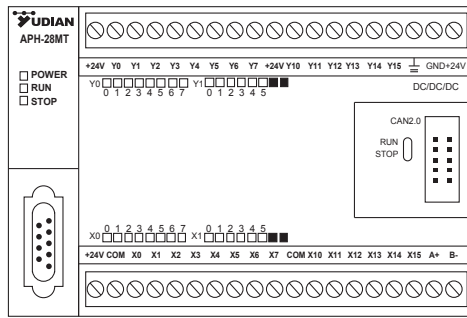 YUDIAN
APH-28MT
POWER
RUN
STOP
+24V Y0 Y1 Y2 Y3 Y4 Y5 Y6 Y7 +24V Y10 Y11 Y12 Y13 Y14 Y15 GND+24V
Y0
0 1 2 3 4 5 6 7
Y1
0 1 2 3 4 5
DC/DC/DC
CAN2.0
RUN
STOP
X0
0 1 2 3 4 5 6 7
X1
0 1 2 3 4 5
+24V COM X0 X1 X2 X3 X4 X5 X6 X7 COM X10 X11 X12 X13 X14 X15 A+ B-